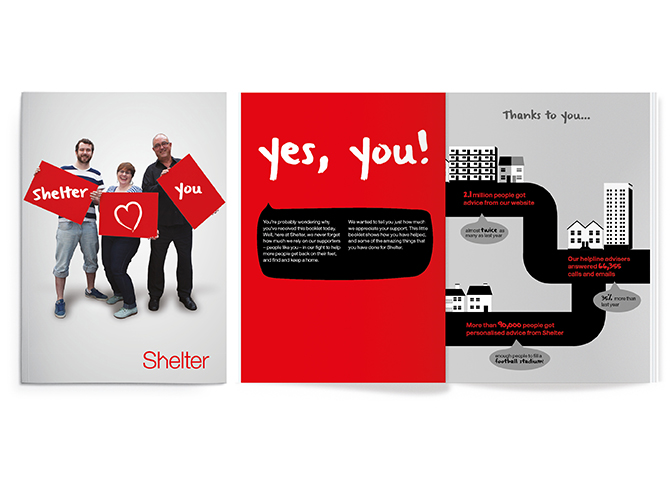 Shelter
you
Shelter
yes, you!
You're probably wondering why
you've received this booklet today.
Well, here at Shelter, we never forget
how much we rely on our supporters
– people like you – in our fight to help
more people get back on their feet,
and find and keep a home.
We wanted to tell you just how much
we appreciate your support. This little
booklet shows how you have helped,
and some of the amazing things that
you have done for Shelter.
Thanks to you...
2.1 million people got
advice from our website
almost twice as
many as last year
Our helpline advisers
answered
calls and emails
more than
last year
More than 90,000 people got
personalised advice from Shelter
enough people to fill a
football stadium!